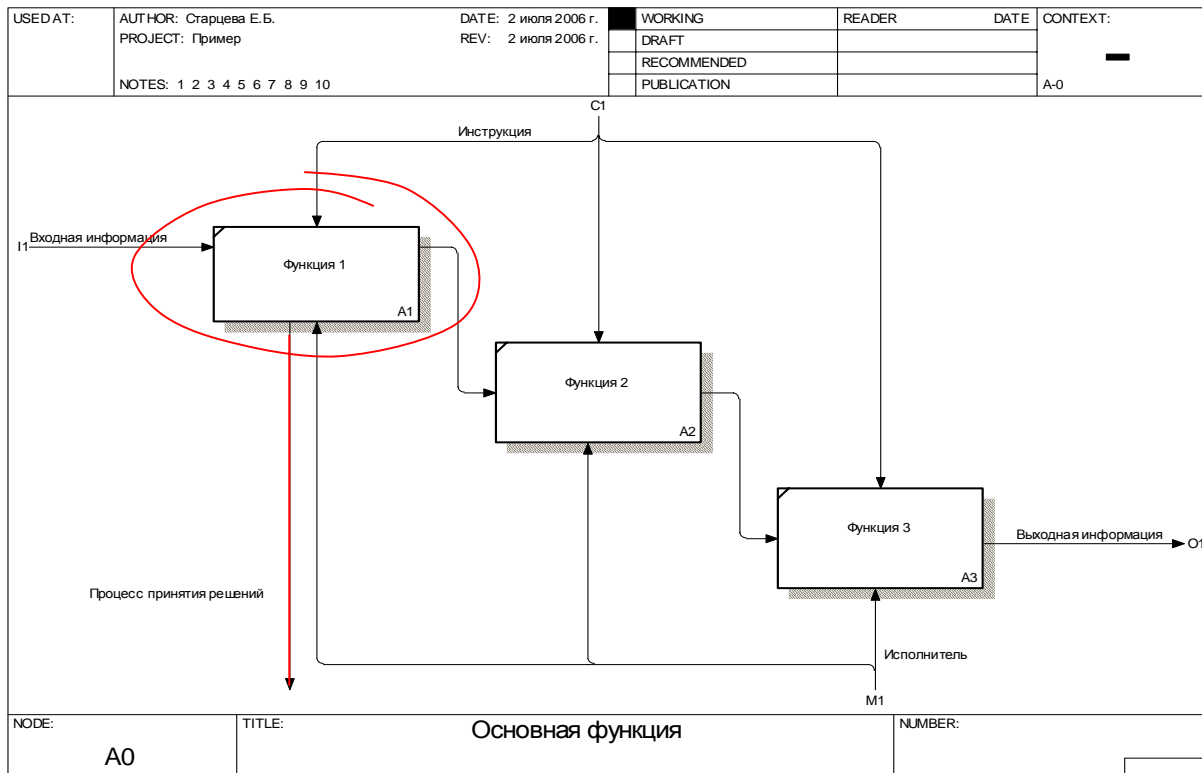 USED AT:
AUTHOR: Старцева Е.Б.
DATE: 2 июля 2006 г.
PROJECT: Пример
REV: 2 июля 2006 г.
NOTES: 1 2 3 4 5 6 7 8 9 10
WORKING
DRAFT
RECOMMENDED
PUBLICATION
READER DATE
CONTEXT:
A-0
C1
Инструкция
I1
Входная информация
Функция 1
A1
Функция 2
A2
Функция 3
A3
Выходная информация
O1
Процесс принятия решений
Исполнитель
M1
NODE:
A0
TITLE:
Основная функция
NUMBER: